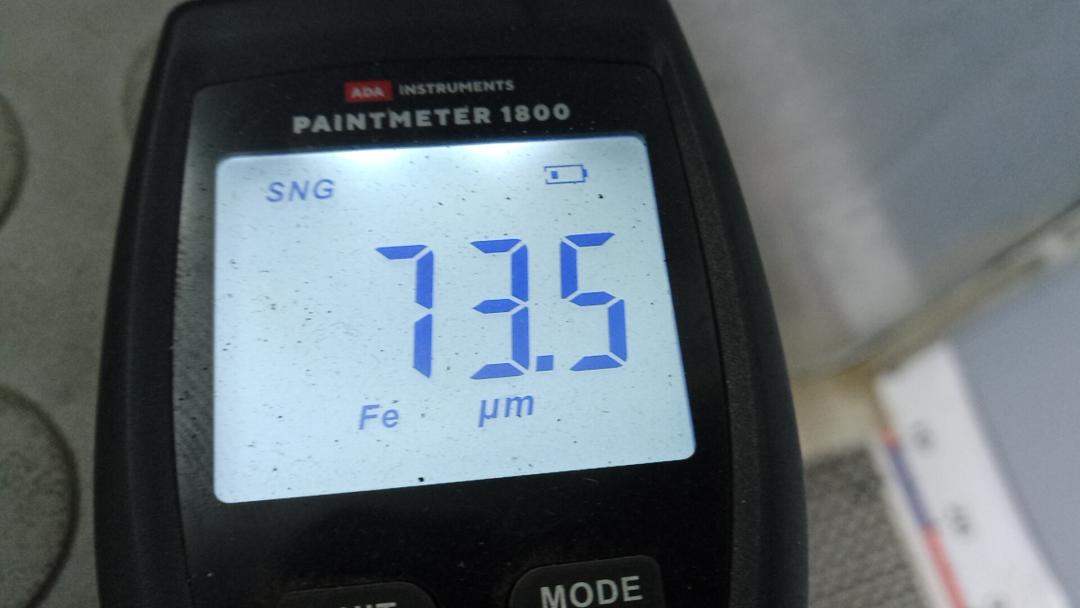 ADA INSTRUMENTS
PAINTMETER 1800
SNG
73.5
Fe µm
MODE